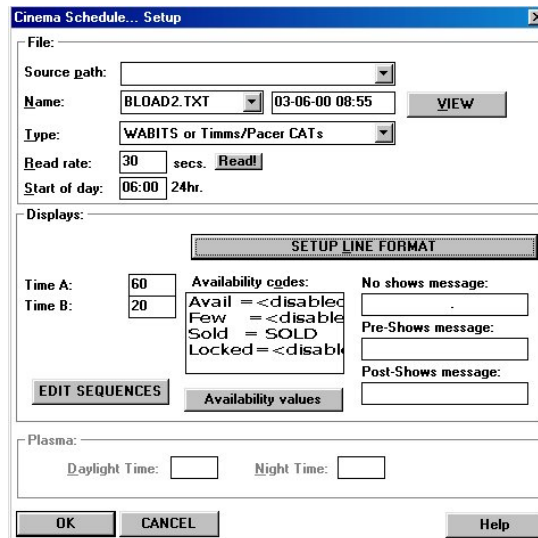 Cinema Schedule... Setup
File:
Source path:
Name: BLOAD2.TXT 03-06-00 08:55 VIEW
Type: WABITS or Timms/Pacer CATs
Read rate: 30 secs. Read!
Start of day: 06:00 24hr.
Displays:
SETUP LINE FORMAT
Time A: 60
Time B: 20
Availability codes:
Avail =<disabled
Few =<disable
Sold = SOLD
Locked=<disabl
No shows message:
.
Pre-Shows message:
Post-Shows message:
EDIT SEQUENCES
Availability values
Plasma:
Daylight Time: Night Time:
OK CANCEL Help